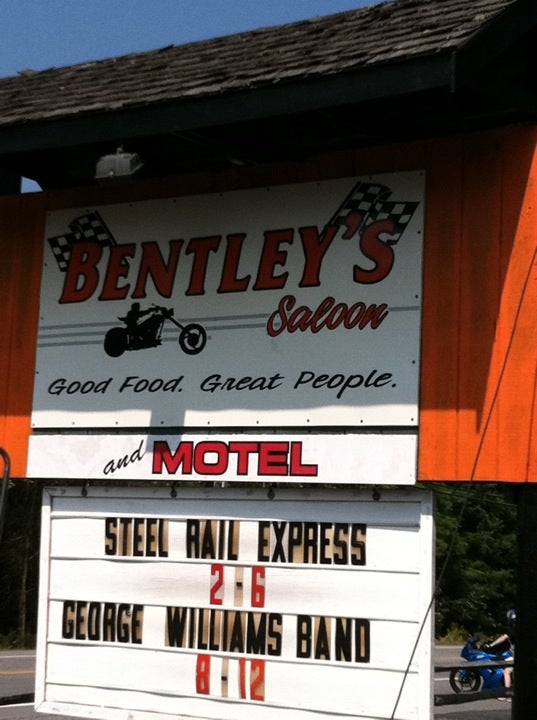 BENTLEY'S
Saloon
Good Food. Great People.
and MOTEL
STEEL RAIL EXPRESS
2-6
GEORGE WILLIAMS BAND
8-12